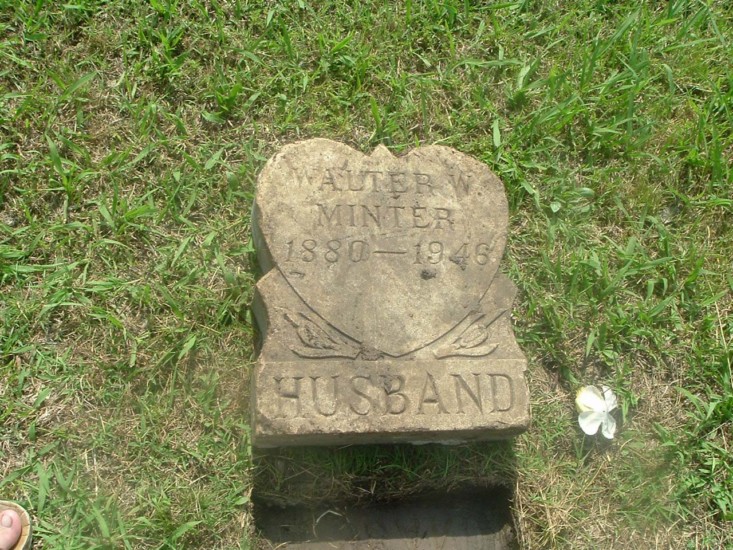 WALTER W.
MINTER
1880—1946
HUSBAND